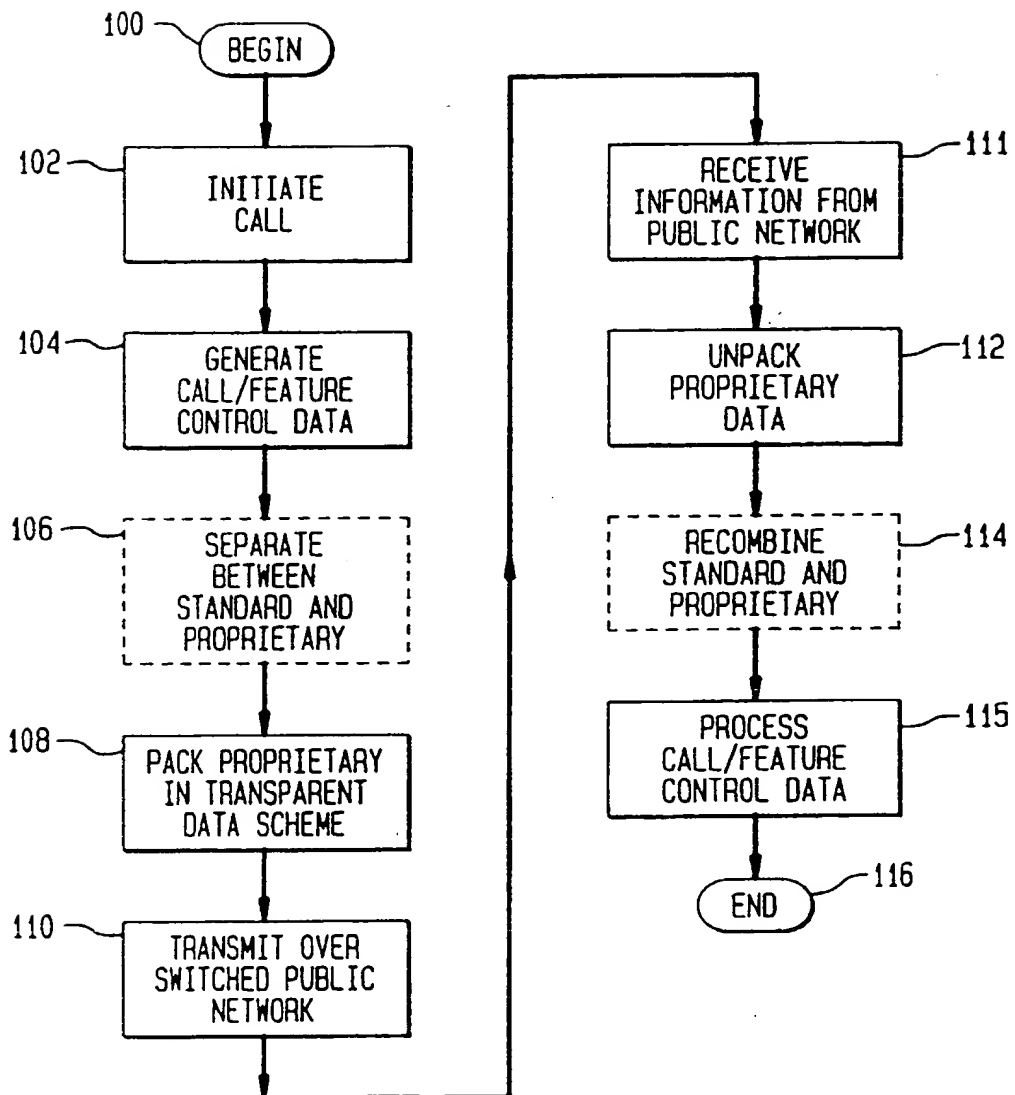 100
BEGIN
102
INITIATE
CALL
104
GENERATE
CALL/FEATURE
CONTROL DATA
106
SEPARATE
BETWEEN
STANDARD AND
PROPRIETARY
108
PACK PROPRIETARY
IN TRANSPARENT
DATA SCHEME
110
TRANSMIT OVER
SWITCHED PUBLIC
NETWORK
111
RECEIVE
INFORMATION FROM
PUBLIC NETWORK
112
UNPACK
PROPRIETARY
DATA
114
RECOMBINE
STANDARD AND
PROPRIETARY
115
PROCESS
CALL/FEATURE
CONTROL DATA
116
END